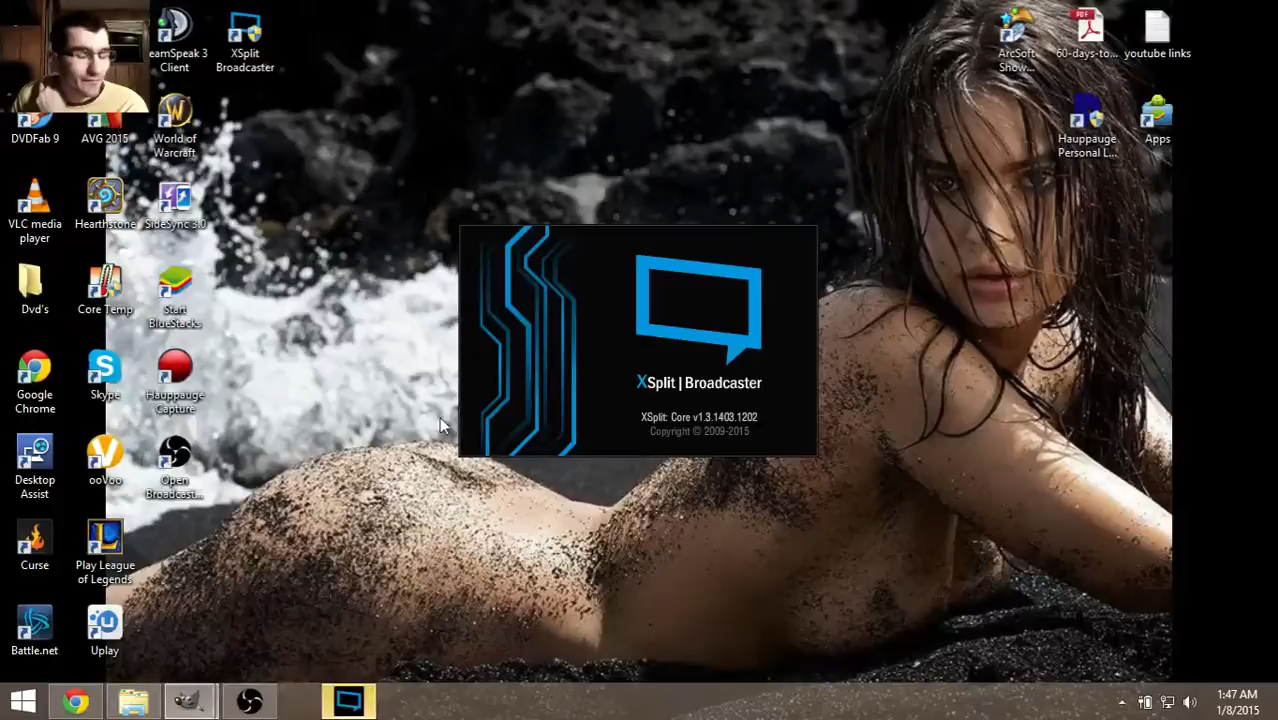 eamSpeak 3
Client
XSplit
Broadcaster
ArcSoft
Show...
PDF
60-days-to...
youtube links
DVDFab 9
AVG 2015
World of
Warcraft
Hauppauge
Personal L...
Apps
VLC media
player
Hearthstone
SideSync 3.0
Dvd's
Core Temp
Start
BlueStacks
Google
Chrome
Skype
Hauppauge
Capture
XSplit | Broadcaster
XSplit: Core v1.3.1403.1202
Copyright © 2009-2015
Desktop
Assist
ooVoo
Open
Broadcast...
Curse
Play League
of Legends
Battle.net
Uplay
1:47 AM
1/8/2015